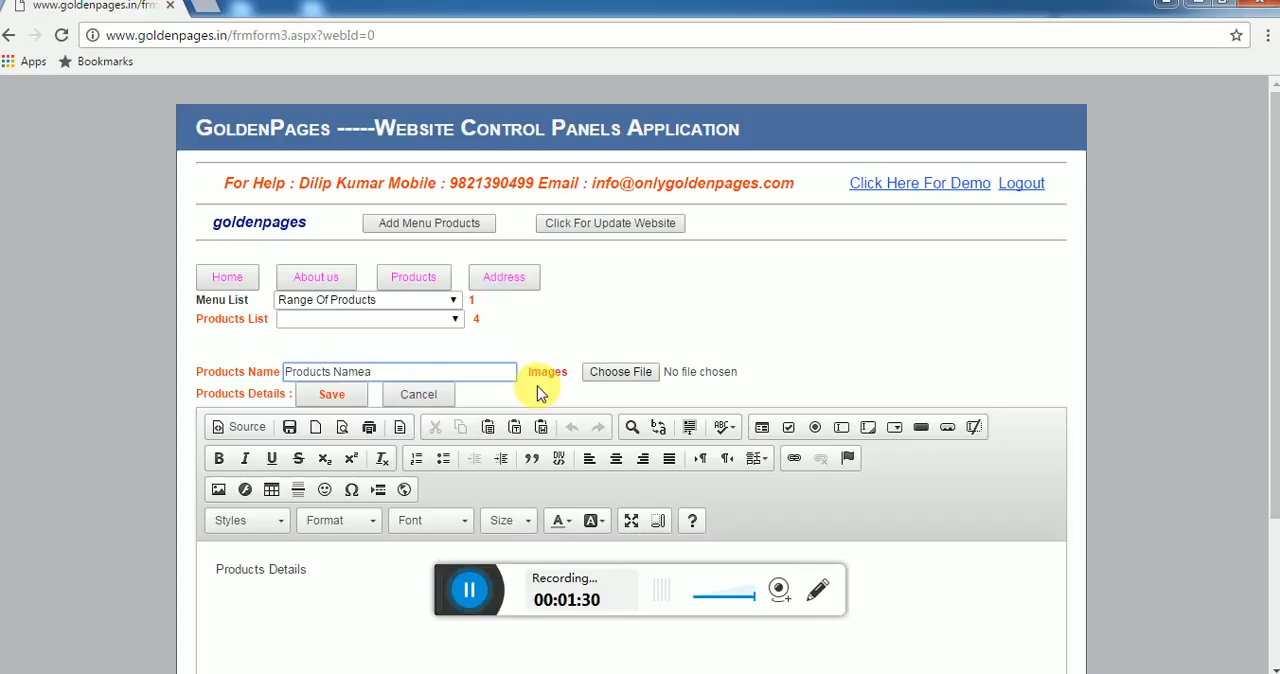 www.goldenpages.in/frm
www.goldenpages.in/frmform3.aspx?webId=0
Apps Bookmarks
GoldenPages -----Website Control Panels Application
For Help : Dilip Kumar Mobile : 9821390499 Email : info@onlygoldenpages.com Click Here For Demo Logout
goldenpages Add Menu Products Click For Update Website
Home About us Products Address
Menu List Range Of Products 1
Products List 4
Products Name Products Namea Images Choose File No file chosen
Products Details : Save Cancel
Source ABC
B I U S x₂ x² Tx
Styles Format Font Size A A ?
Products Details
Recording...
00:01:30